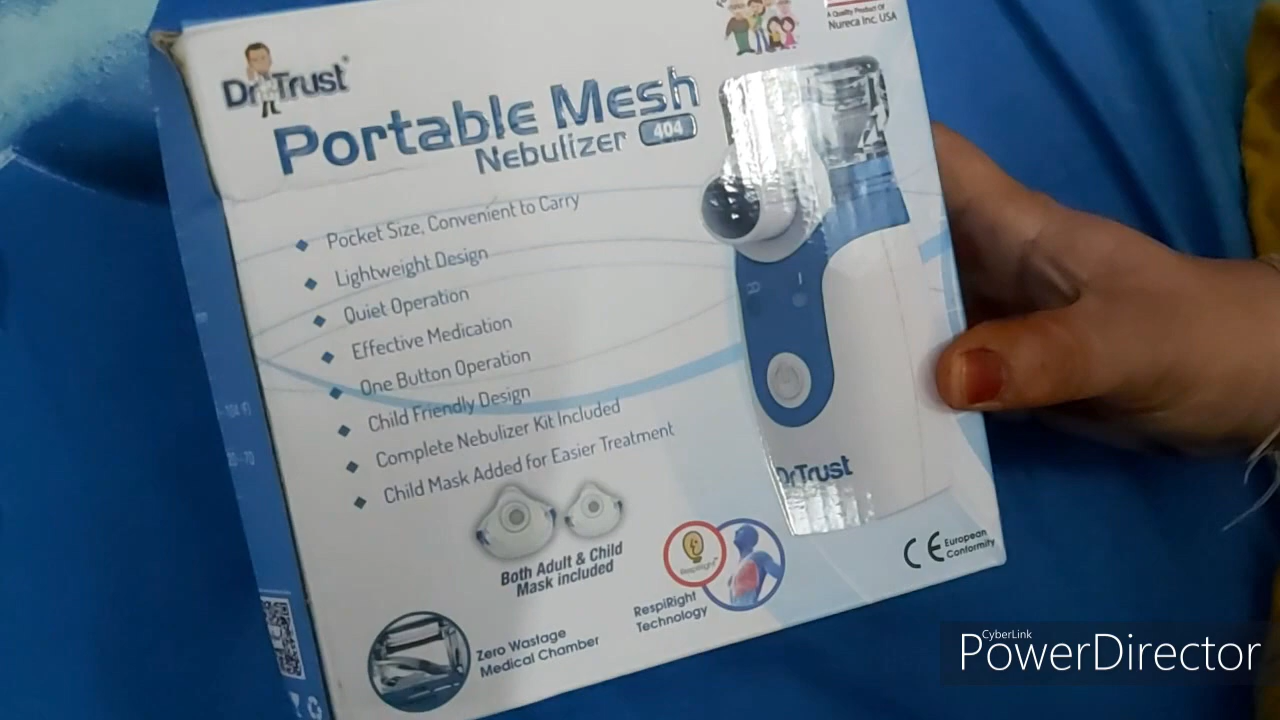 Dr Trust
Portable Mesh
Nebulizer 404
A Quality Product Of
Nureca Inc. USA
Pocket Size, Convenient to Carry
Lightweight Design
Quiet Operation
Effective Medication
One Button Operation
Child Friendly Design
Complete Nebulizer Kit Included
Child Mask Added for Easier Treatment
Dr Trust
Both Adult & Child
Mask included
RespiRight
RespiRight
Technology
CE European
Conformity
Zero Wastage
Medical Chamber
CyberLink
PowerDirector